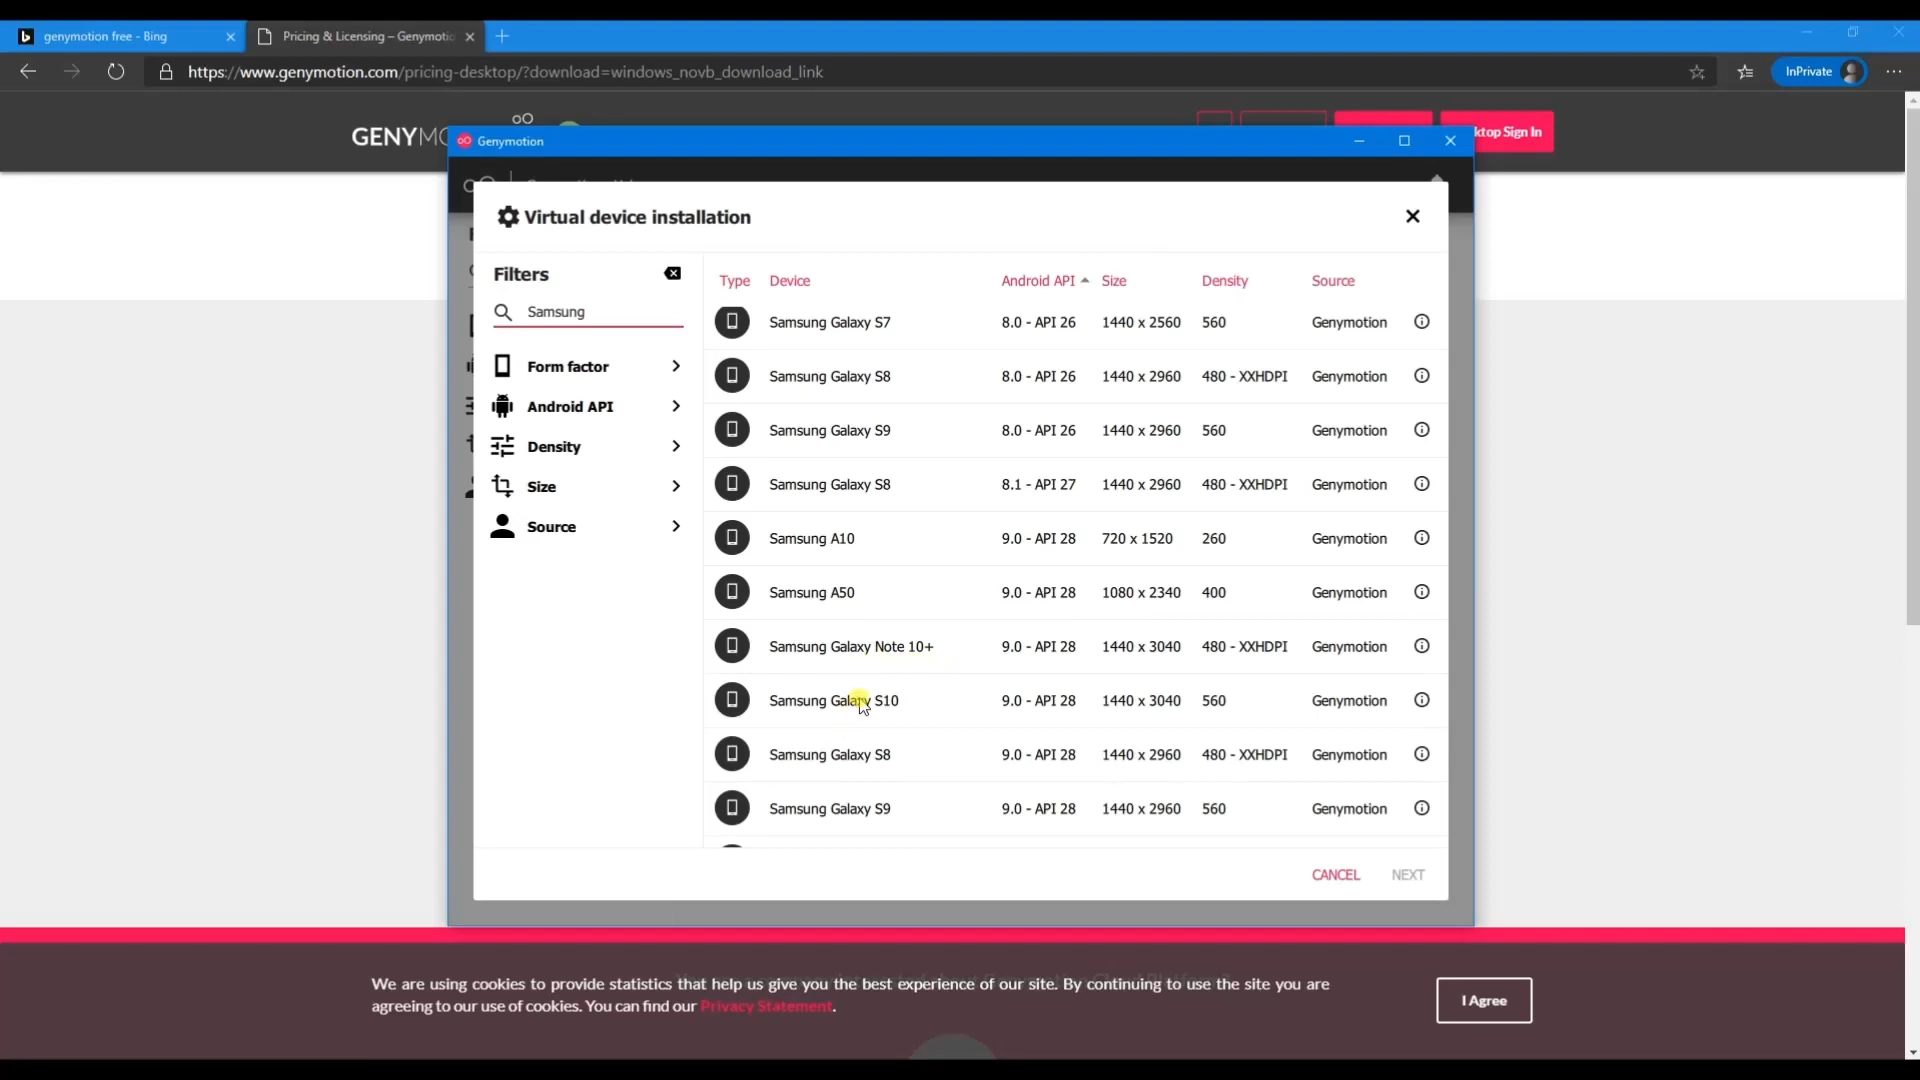 genymotion free - Bing
Pricing & Licensing – Genymotio
https://www.genymotion.com/pricing-desktop/?download=windows_novb_download_link
InPrivate
GENYMO
ktop Sign In
Genymotion
Virtual device installation
Filters
Samsung
Form factor
Android API
Density
Size
Source
Type Device Android API Size Density Source
Samsung Galaxy S7 8.0 - API 26 1440 x 2560 560 Genymotion
Samsung Galaxy S8 8.0 - API 26 1440 x 2960 480 - XXHDPI Genymotion
Samsung Galaxy S9 8.0 - API 26 1440 x 2960 560 Genymotion
Samsung Galaxy S8 8.1 - API 27 1440 x 2960 480 - XXHDPI Genymotion
Samsung A10 9.0 - API 28 720 x 1520 260 Genymotion
Samsung A50 9.0 - API 28 1080 x 2340 400 Genymotion
Samsung Galaxy Note 10+ 9.0 - API 28 1440 x 3040 480 - XXHDPI Genymotion
Samsung Galaxy S10 9.0 - API 28 1440 x 3040 560 Genymotion
Samsung Galaxy S8 9.0 - API 28 1440 x 2960 480 - XXHDPI Genymotion
Samsung Galaxy S9 9.0 - API 28 1440 x 2960 560 Genymotion
CANCEL NEXT
We are using cookies to provide statistics that help us give you the best experience of our site. By continuing to use the site you are
agreeing to our use of cookies. You can find our Privacy Statement.
I Agree